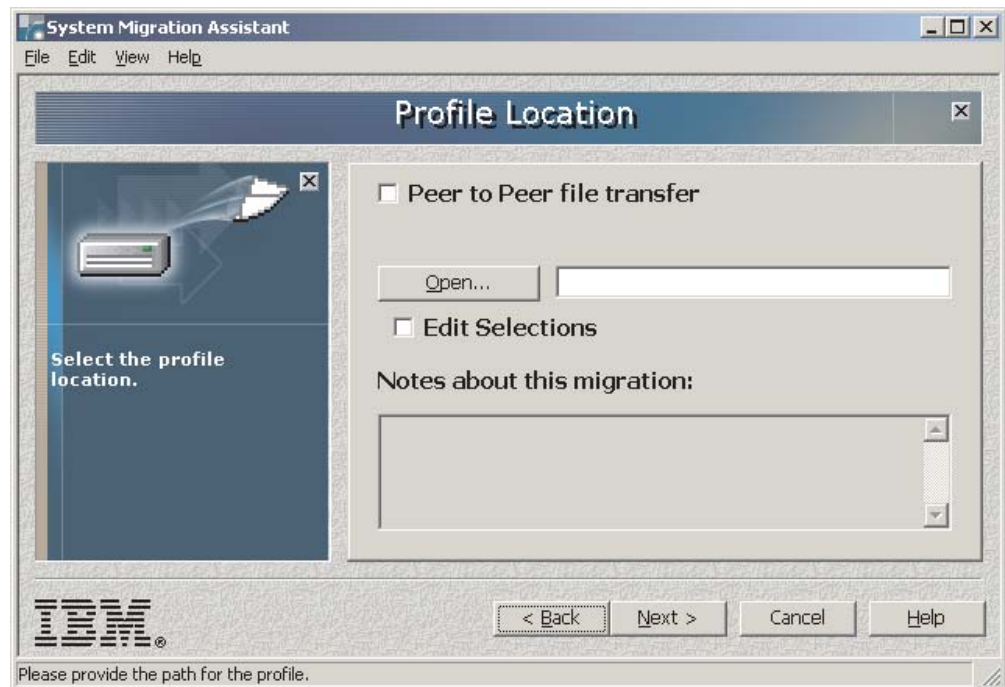 System Migration Assistant
File Edit View Help
Profile Location
Peer to Peer file transfer
Open...
Edit Selections
Select the profile
location.
Notes about this migration:
IBM®
< Back Next > Cancel Help
Please provide the path for the profile.